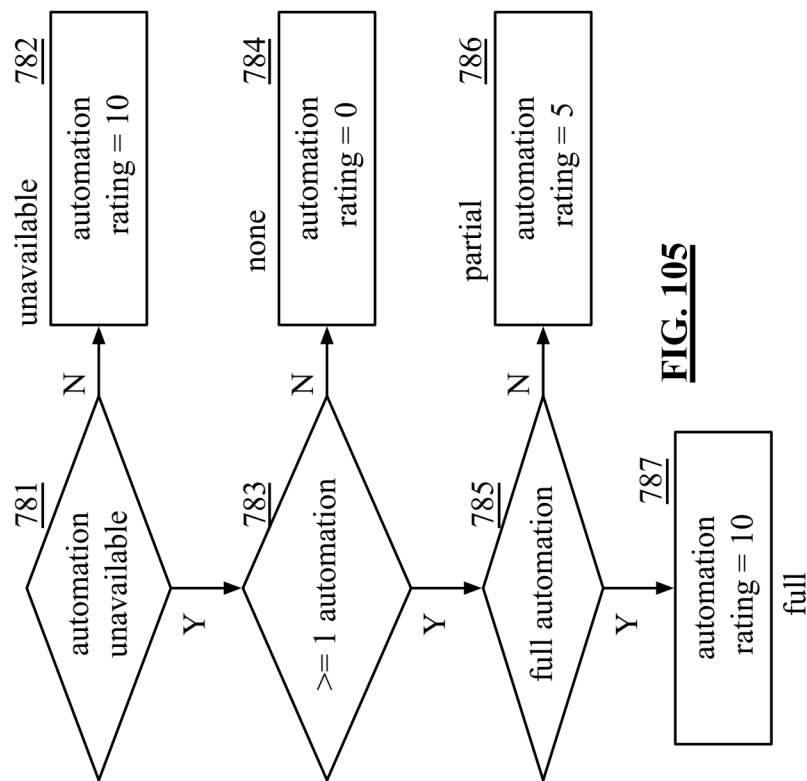 781
automation
unavailable
N
unavailable
782
automation
rating = 10
Y
783
>= 1 automation
N
none
784
automation
rating = 0
Y
785
full automation
N
partial
786
automation
rating = 5
Y
787
automation
rating = 10
full
FIG. 105